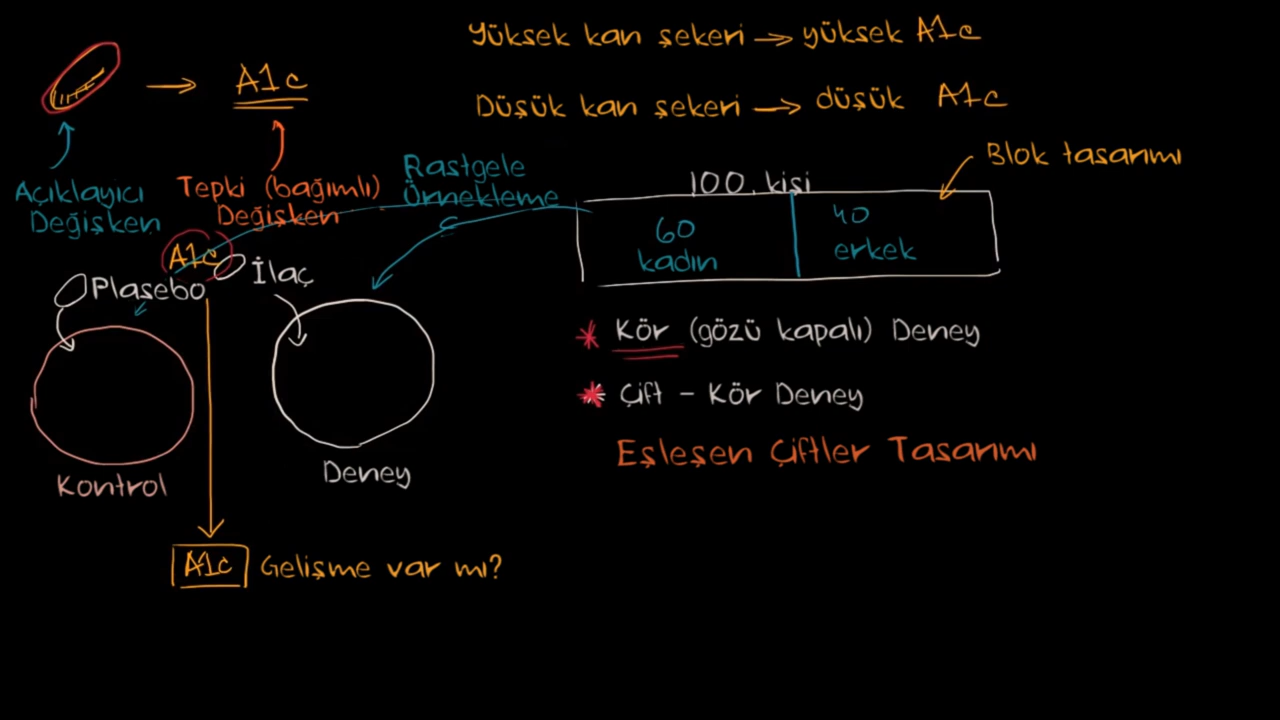 Yüksek kan şekeri → yüksek A1c
A1c
Düşük kan şekeri → düşük A1c
Açıklayıcı
Değişken
Tepki (bağımlı)
Değişken
Rastgele
Örnekleme
Blok tasarımı
100 kişi
60
kadın
40
erkek
A1c
Plasebo
İlaç
Kontrol
Deney
* Kör (gözü kapalı) Deney
* Çift - Kör Deney
Eşleşen Çiftler Tasarımı
A1c Gelişme var mı?